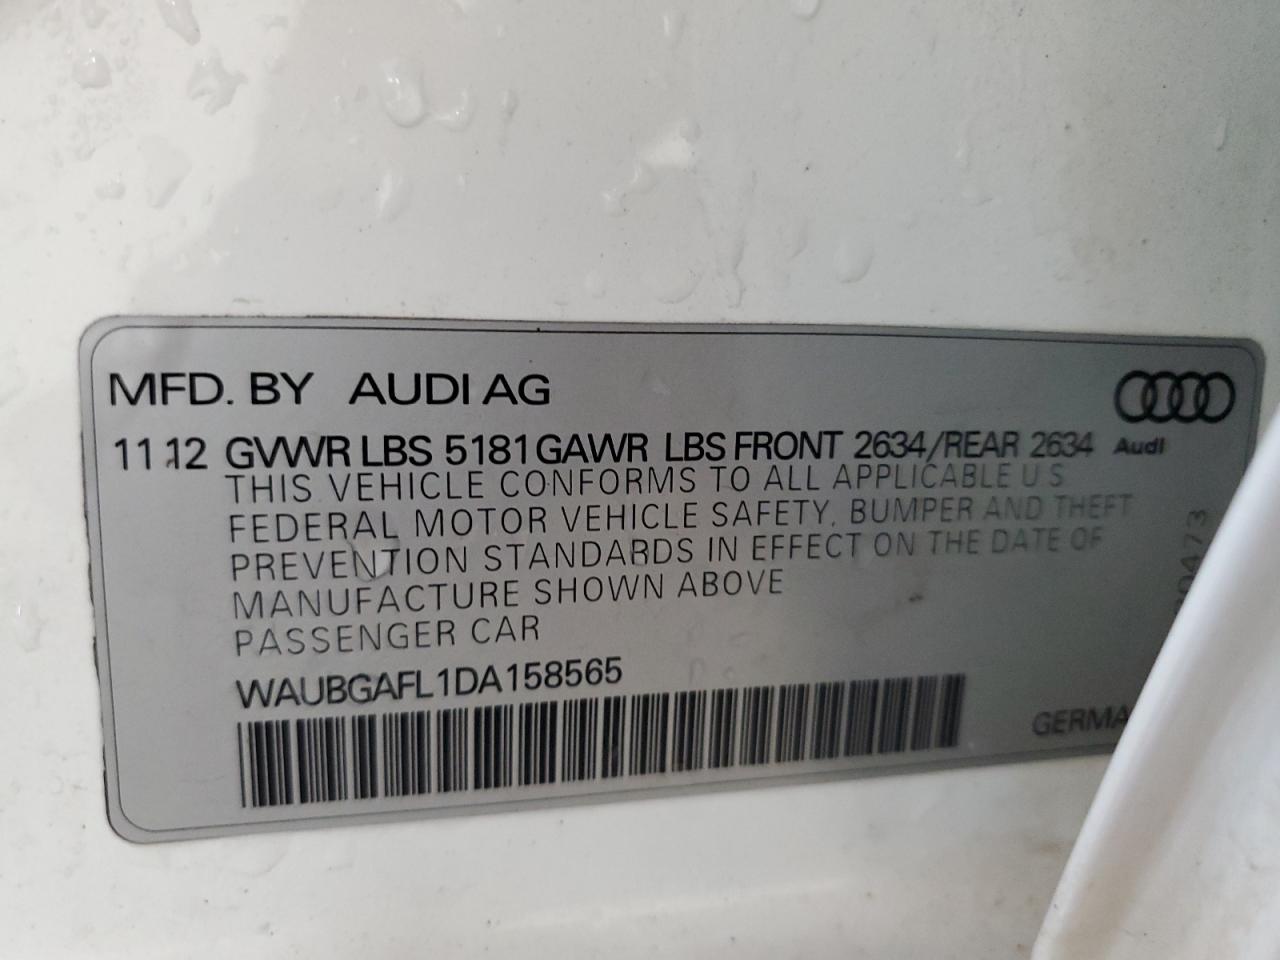 MFD. BY AUDI AG
11.12 GVWR LBS 5181 GAWR LBS FRONT 2634/REAR 2634
Audi
THIS VEHICLE CONFORMS TO ALL APPLICABLE U S
FEDERAL MOTOR VEHICLE SAFETY, BUMPER AND THEFT
PREVENTION STANDARDS IN EFFECT ON THE DATE OF
MANUFACTURE SHOWN ABOVE
PASSENGER CAR
WAUBGAFL1DA158565
GERMA